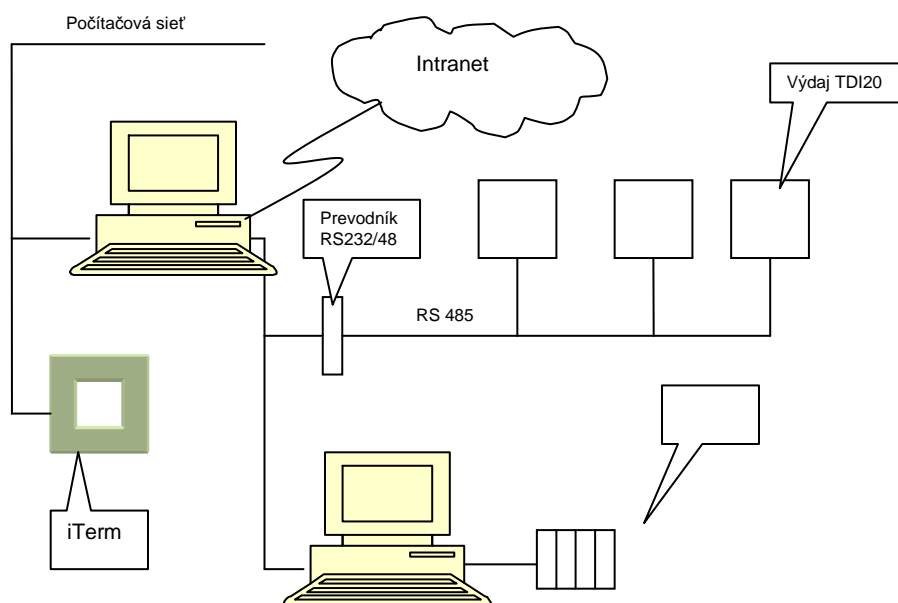 Počítačová sieť
Intranet
Výdaj TDI20
Prevodník
RS232/48
RS 485
iTerm